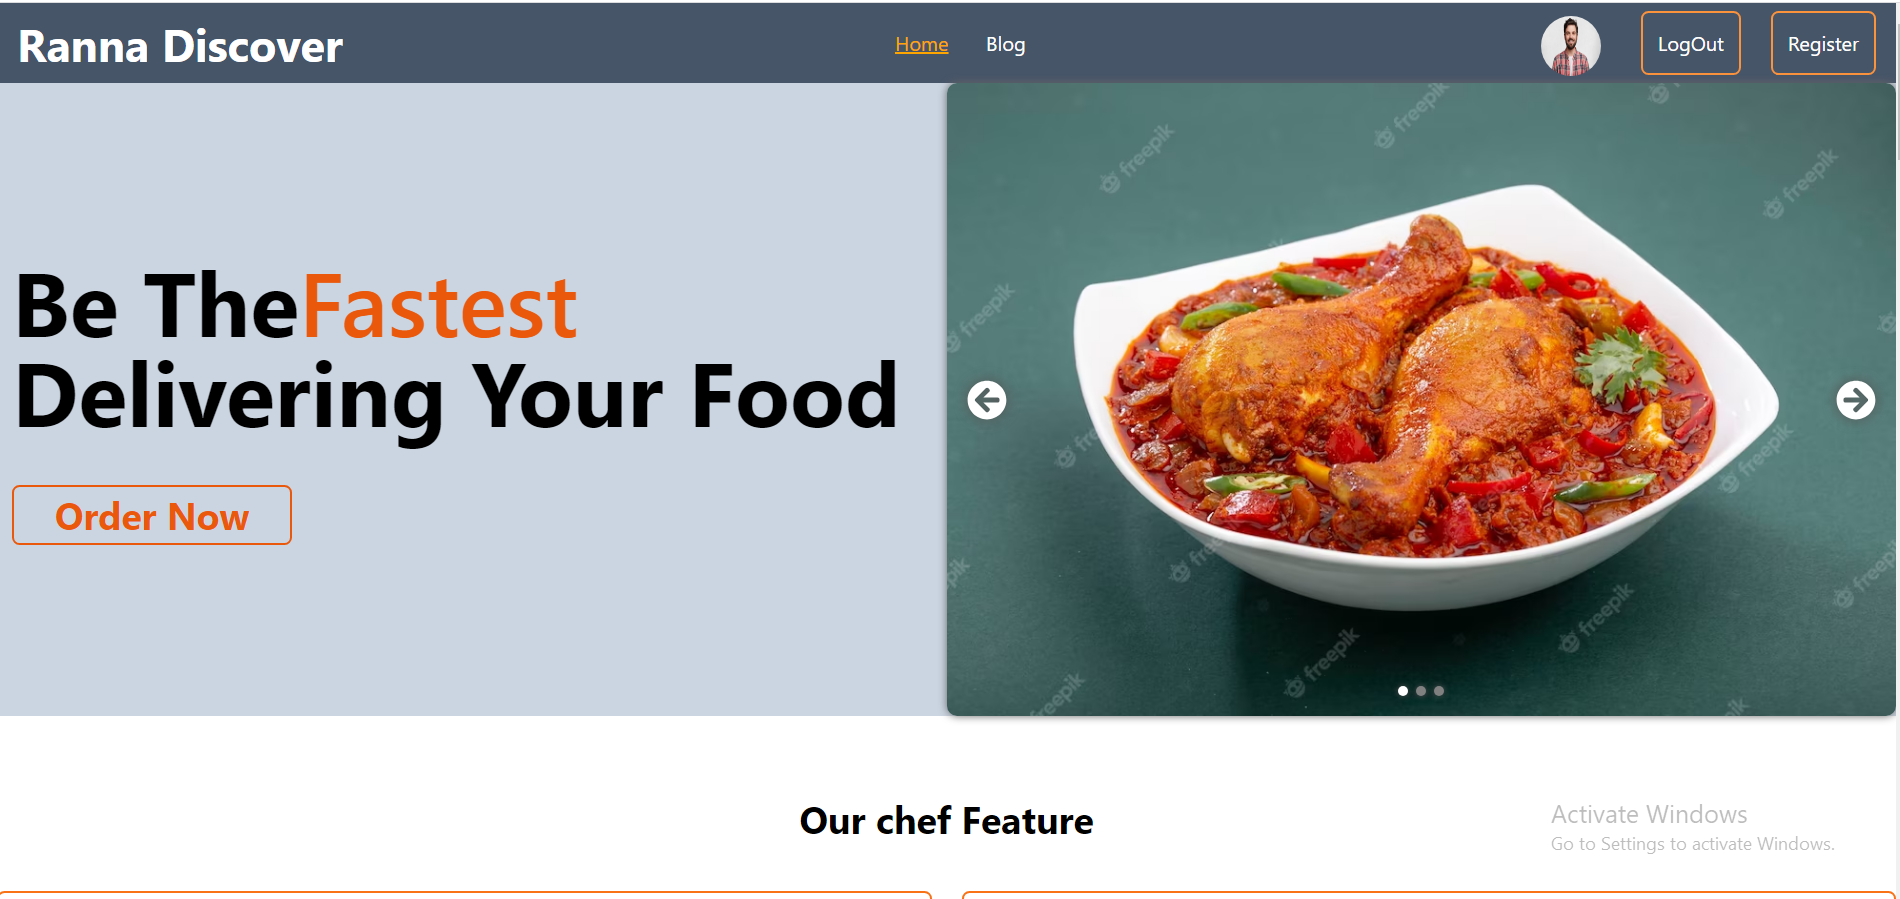 Ranna Discover
Home
Blog
LogOut
Register
Be TheFastest
Delivering Your Food
Order Now
freepik
freepik
freepik
freepik
freepik
freepik
freepik
freepik
freepik
Our chef Feature
Activate Windows
Go to Settings to activate Windows.